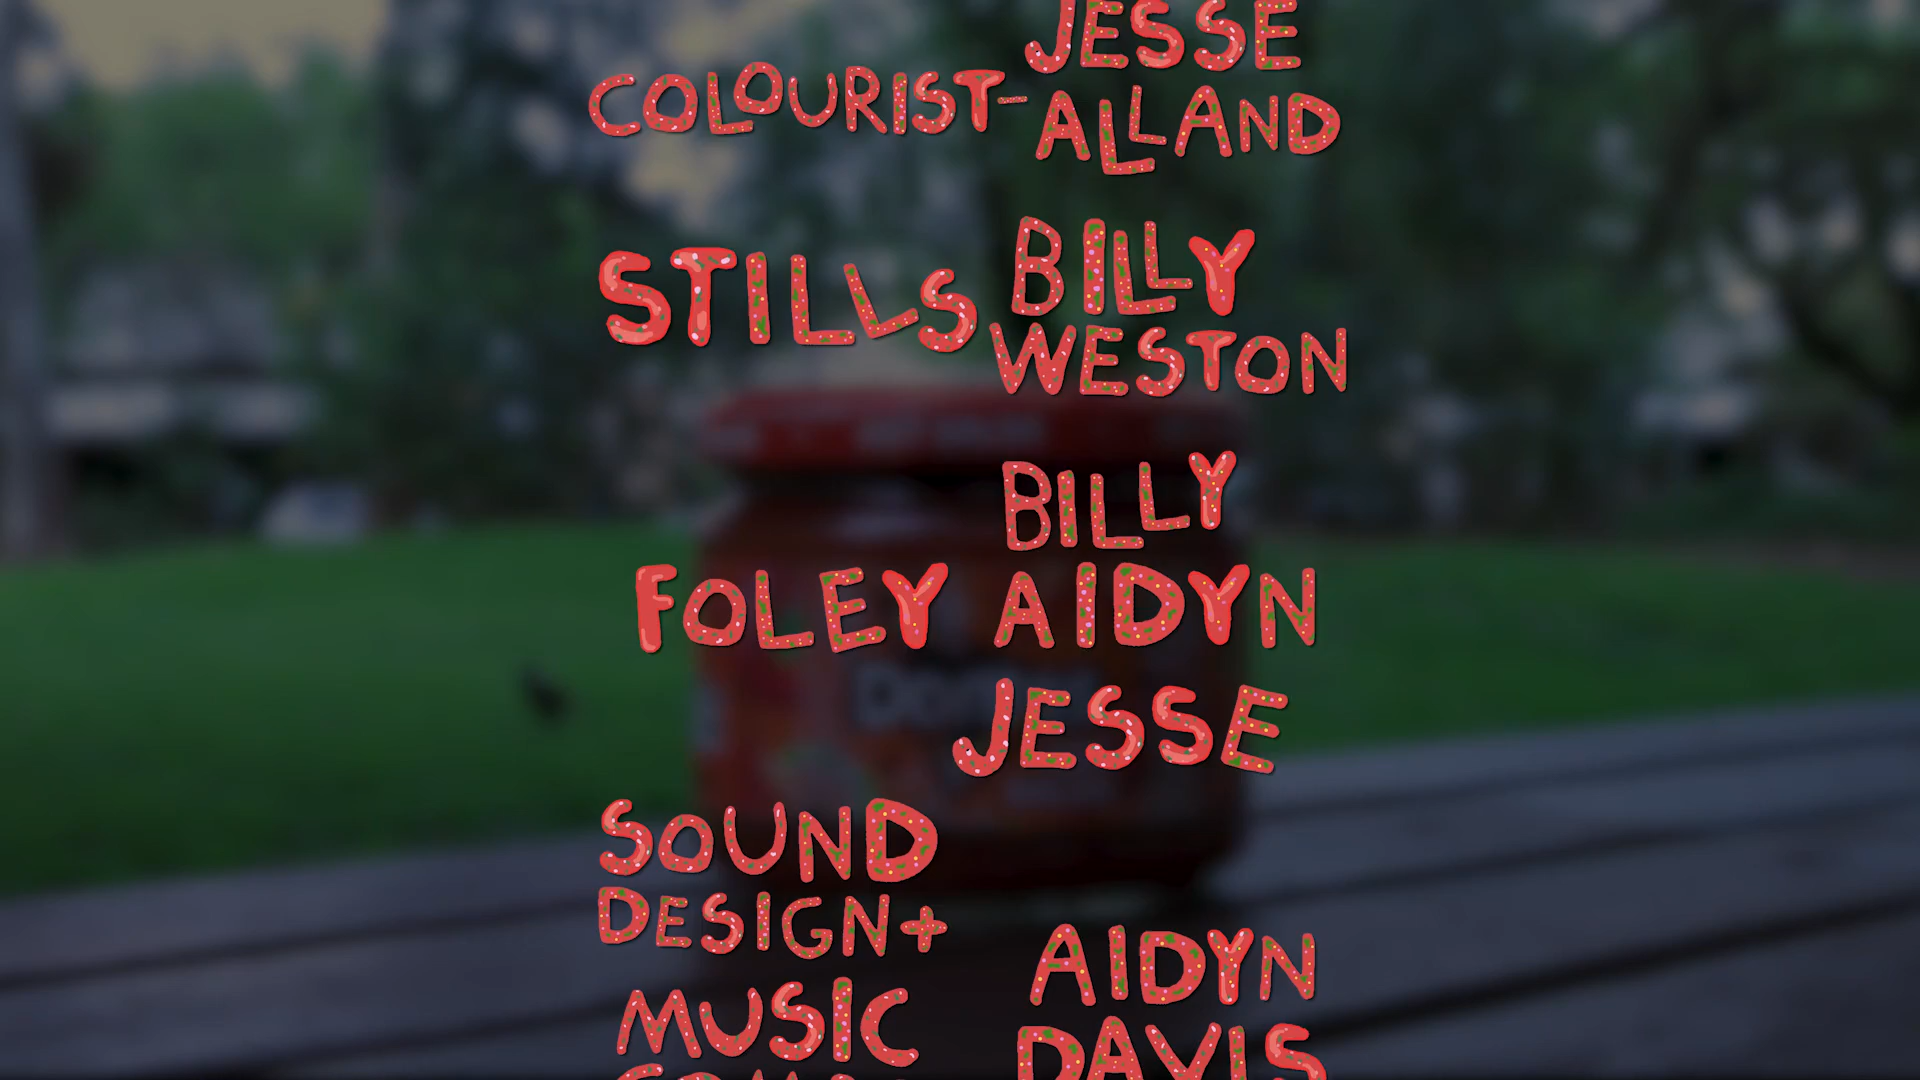 COLOURIST- JESSE
ALLAND
STILLS BILLY
WESTON
BILLY
FOLEY AIDYN
JESSE
SOUND
DESIGN+
MUSIC
AIDYN
DAVIS